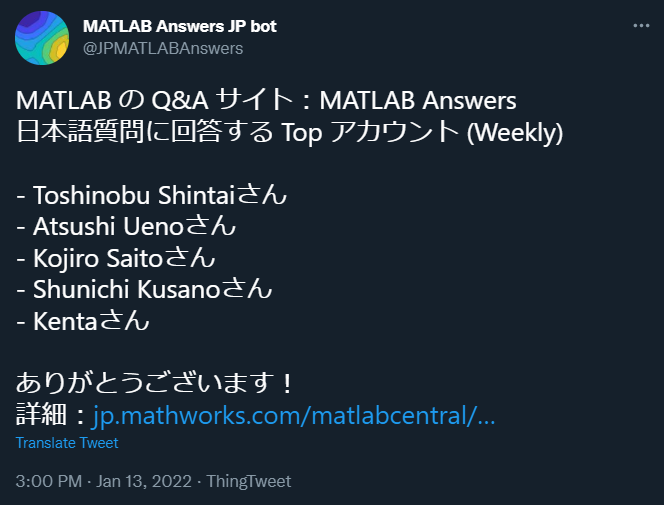 MATLAB Answers JP bot
@JPMATLABAnswers
MATLAB の Q&A サイト：MATLAB Answers
日本語質問に回答する Top アカウント (Weekly)
- Toshinobu Shintaiさん
- Atsushi Uenoさん
- Kojiro Saitoさん
- Shunichi Kusanoさん
- Kentaさん
ありがとうございます！
詳細：jp.mathworks.com/matlabcentral/...
Translate Tweet
3:00 PM · Jan 13, 2022 · ThingTweet